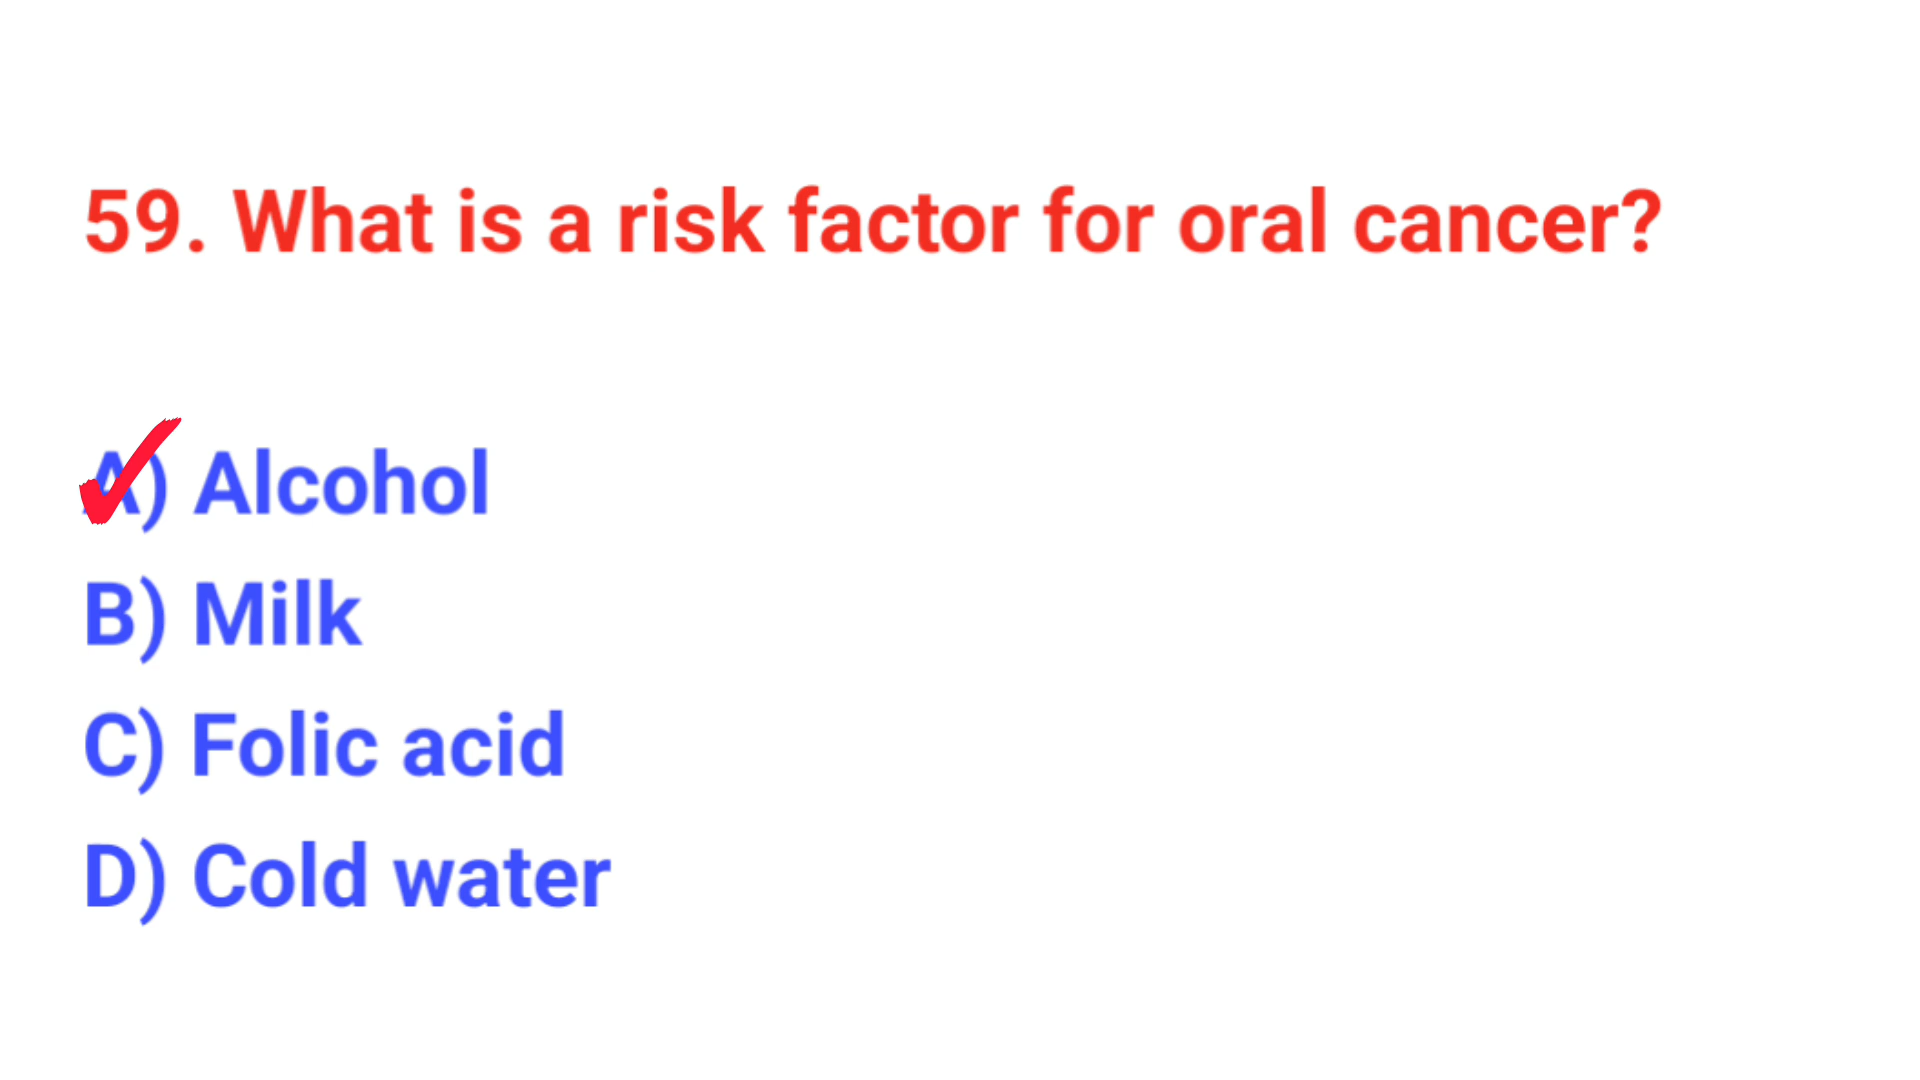 59. What is a risk factor for oral cancer?
A) Alcohol
B) Milk
C) Folic acid
D) Cold water